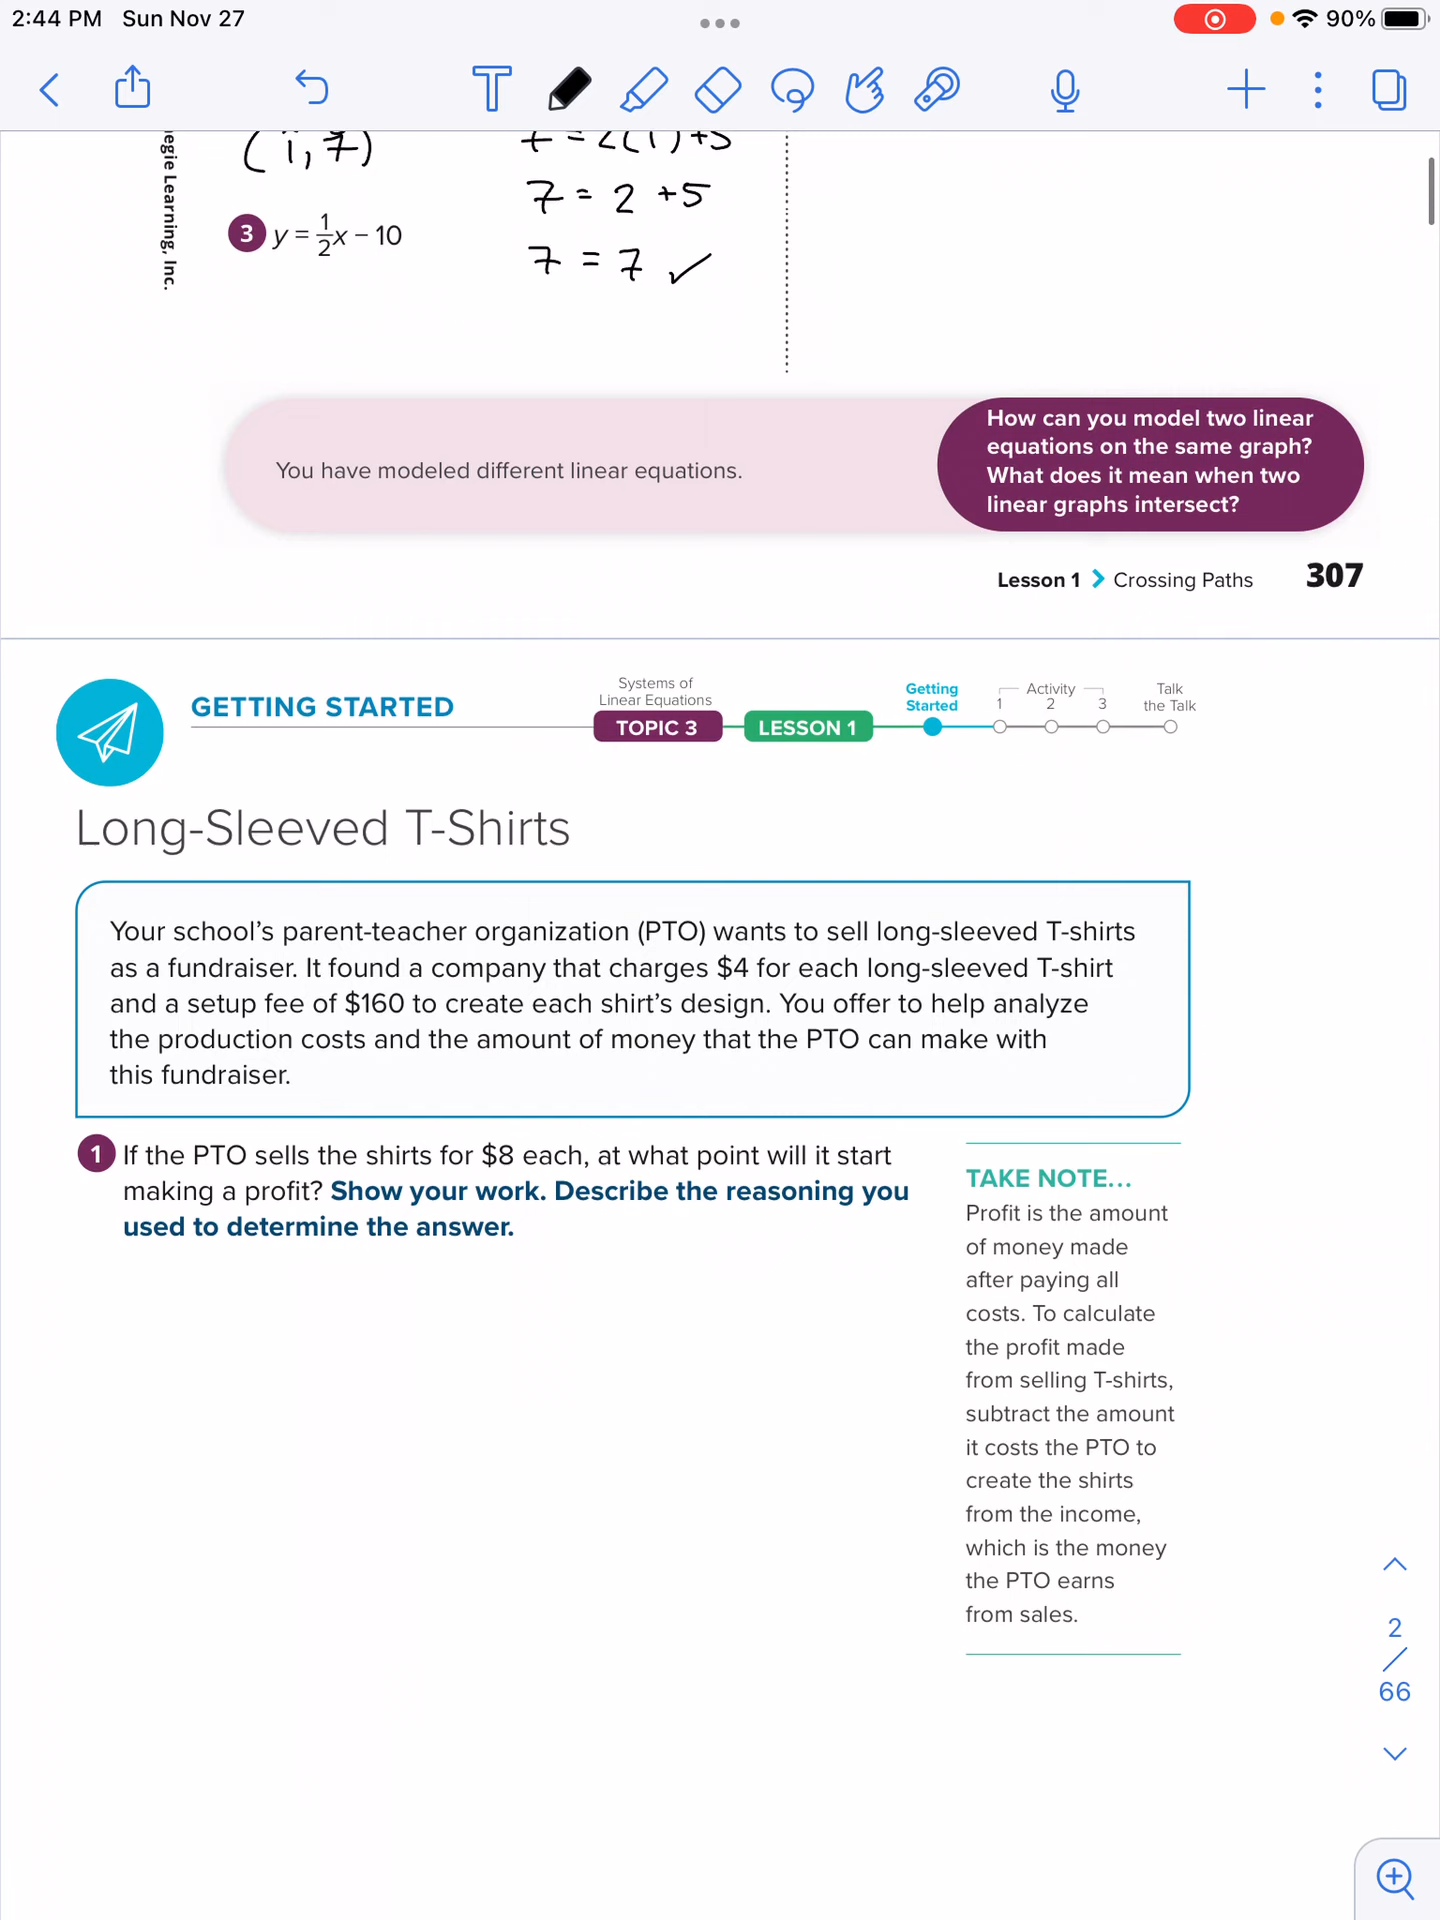 2:44 PM Sun Nov 27
90%
(1, 7)
7 = 2(1) +5
7 = 2 +5
7 = 7 ✓
egie Learning, Inc.
3 y = 1/2x – 10
You have modeled different linear equations.
How can you model two linear
equations on the same graph?
What does it mean when two
linear graphs intersect?
Lesson 1 > Crossing Paths 307
GETTING STARTED
Systems of
Linear Equations
TOPIC 3
LESSON 1
Getting
Started
Activity
1 2 3
Talk
the Talk
Long-Sleeved T-Shirts
Your school’s parent-teacher organization (PTO) wants to sell long-sleeved T-shirts
as a fundraiser. It found a company that charges $4 for each long-sleeved T-shirt
and a setup fee of $160 to create each shirt’s design. You offer to help analyze
the production costs and the amount of money that the PTO can make with
this fundraiser.
1 If the PTO sells the shirts for $8 each, at what point will it start
making a profit? Show your work. Describe the reasoning you
used to determine the answer.
TAKE NOTE...
Profit is the amount
of money made
after paying all
costs. To calculate
the profit made
from selling T-shirts,
subtract the amount
it costs the PTO to
create the shirts
from the income,
which is the money
the PTO earns
from sales.
2
/
66